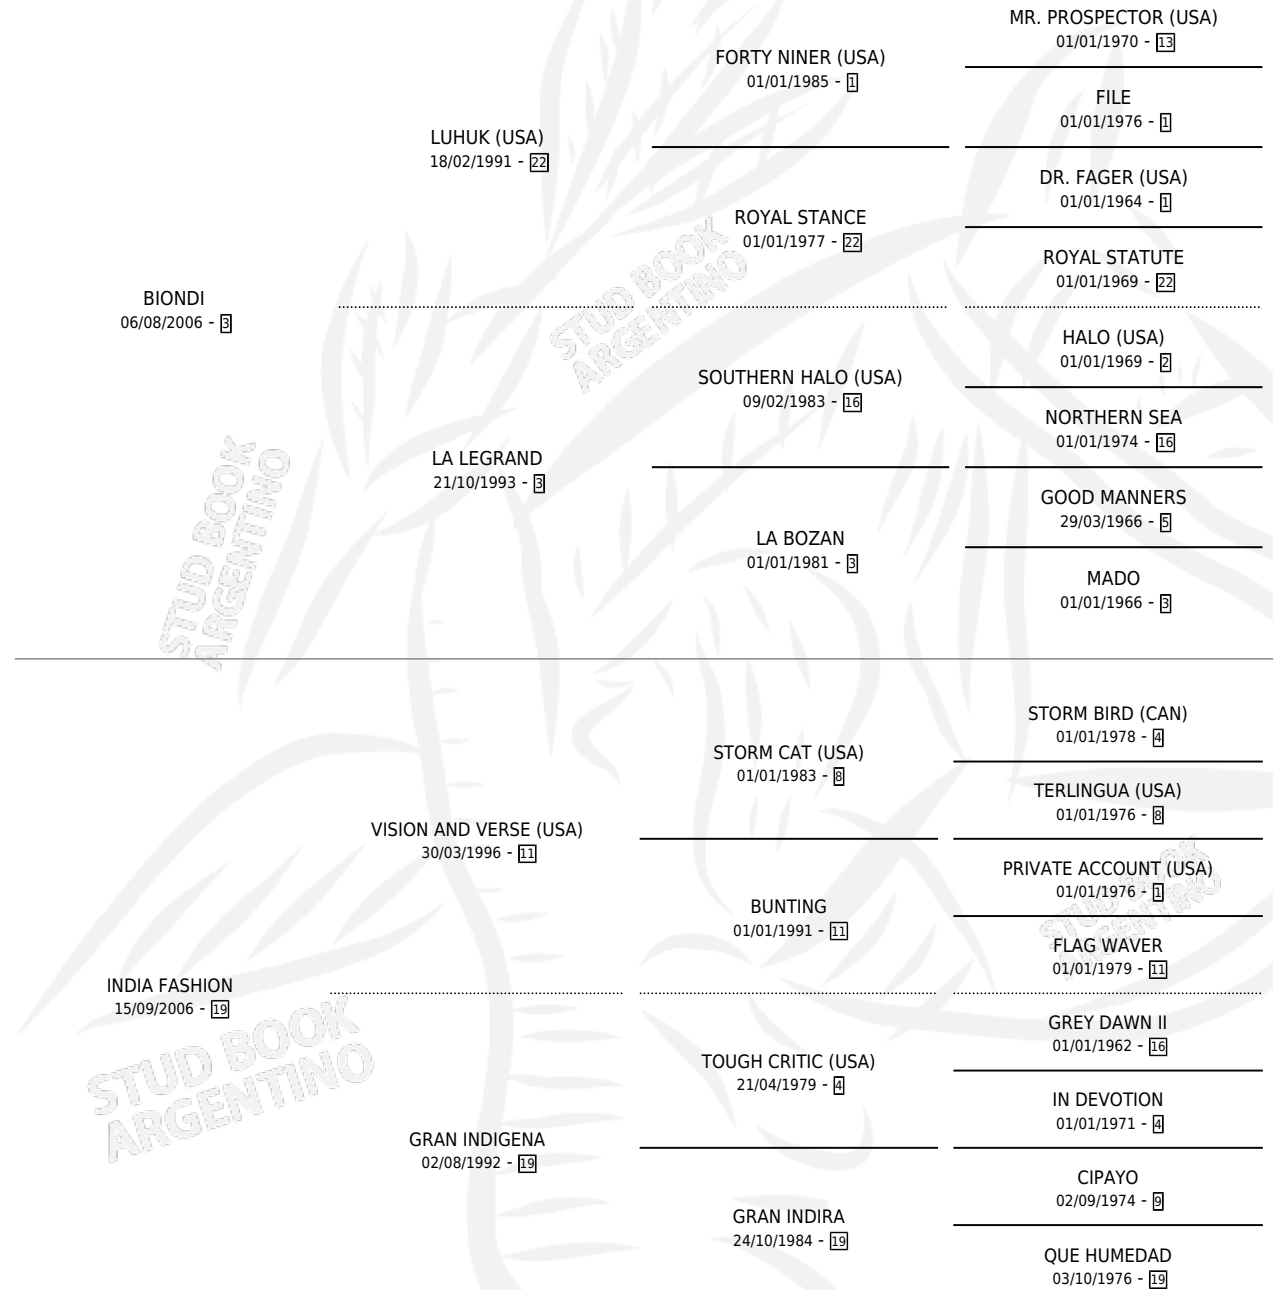 MR. PROSPECTOR (USA)
01/01/1970 - 13
FORTY NINER (USA)
01/01/1985 - 1
FILE
01/01/1976 - 1
LUHUK (USA)
18/02/1991 - 22
DR. FAGER (USA)
01/01/1964 - 1
ROYAL STANCE
01/01/1977 - 22
ROYAL STATUTE
01/01/1969 - 22
BIONDI
06/08/2006 - 3
HALO (USA)
01/01/1969 - 2
SOUTHERN HALO (USA)
09/02/1983 - 16
NORTHERN SEA
01/01/1974 - 16
LA LEGRAND
21/10/1993 - 3
GOOD MANNERS
29/03/1966 - 5
LA BOZAN
01/01/1981 - 3
MADO
01/01/1966 - 3
STUD BOOK
ARGENTINO
STUD BOOK
ARGENTINO
STORM BIRD (CAN)
01/01/1978 - 4
STORM CAT (USA)
01/01/1983 - 8
TERLINGUA (USA)
01/01/1976 - 8
VISION AND VERSE (USA)
30/03/1996 - 11
PRIVATE ACCOUNT (USA)
01/01/1976 - 1
BUNTING
01/01/1991 - 11
FLAG WAVER
01/01/1979 - 11
STUD BOOK
ARGENTINO
INDIA FASHION
15/09/2006 - 19
GREY DAWN II
01/01/1962 - 16
TOUGH CRITIC (USA)
21/04/1979 - 4
IN DEVOTION
01/01/1971 - 4
GRAN INDIGENA
02/08/1992 - 19
CIPAYO
02/09/1974 - 9
GRAN INDIRA
24/10/1984 - 19
QUE HUMEDAD
03/10/1976 - 19
STUD BOOK
ARGENTINO